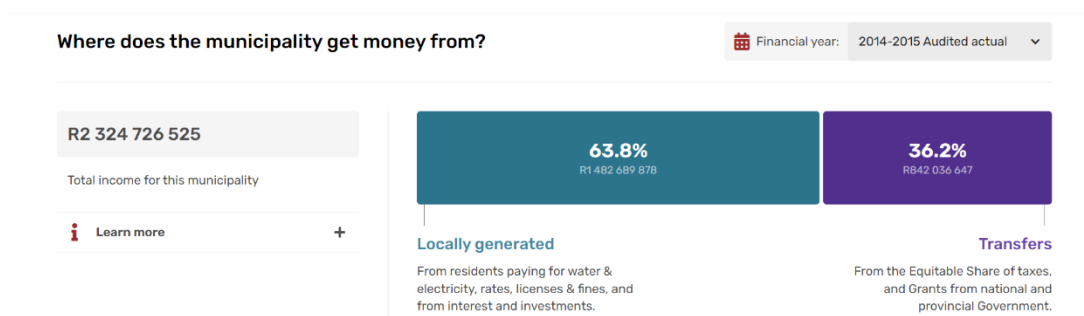 Where does the municipality get money from?
Financial year: 2014-2015 Audited actual
R2 324 726 525
Total income for this municipality
Learn more +
63.8%
R1 482 689 878
36.2%
R842 036 647
Locally generated
From residents paying for water &
electricity, rates, licenses & fines, and
from interest and investments.
Transfers
From the Equitable Share of taxes,
and Grants from national and
provincial Government.